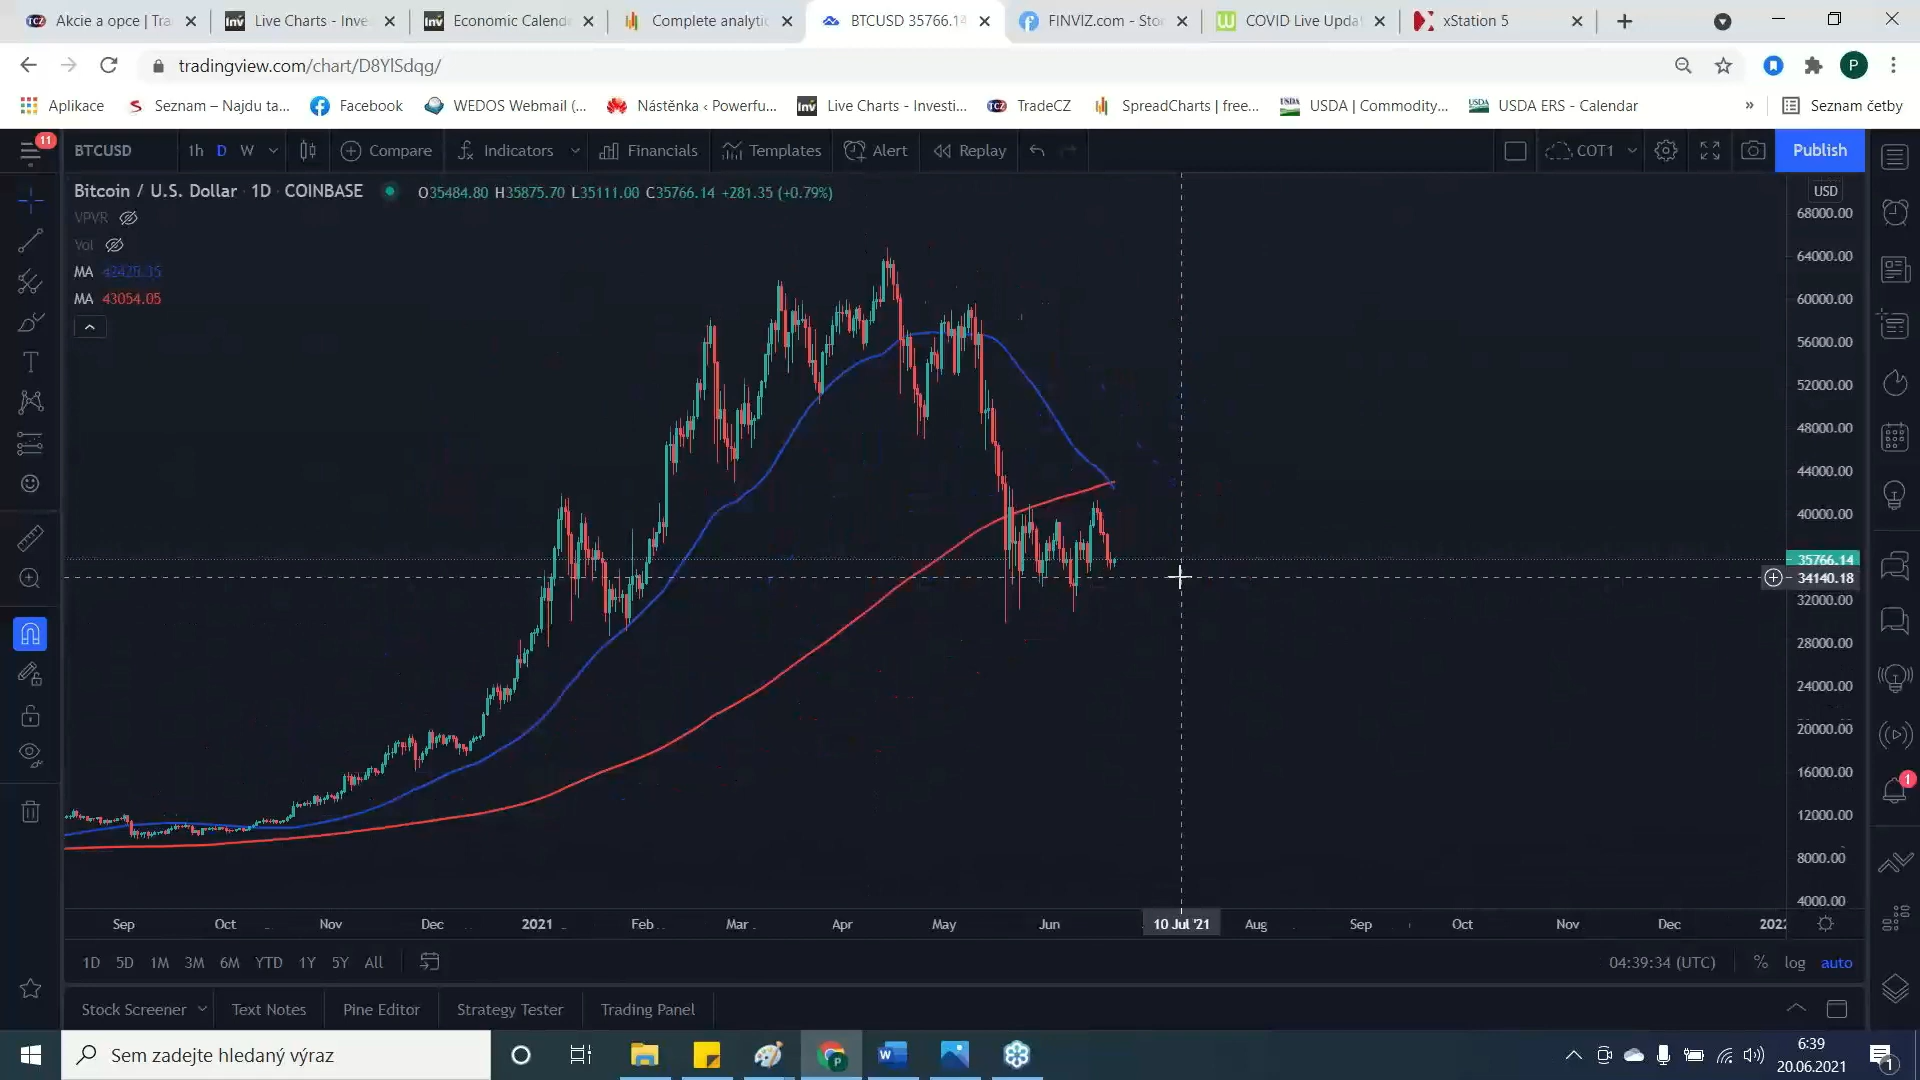 Akcie a opce | Tra
Live Charts - Inve
Economic Calend
Complete analytic
BTCUSD 35766.14
FINVIZ.com - Sto
COVID Live Upda
xStation 5
tradingview.com/chart/D8YlSdqg/
P
Aplikace
Seznam – Najdu ta...
Facebook
WEDOS Webmail (...
Nástěnka ‹ Powerfu...
Live Charts - Investi...
TradeCZ
SpreadCharts | free...
USDA | Commodity...
USDA ERS - Calendar
»
Seznam četby
11
BTCUSD
1h
D
W
Compare
Indicators
Financials
Templates
Alert
Replay
COT1
Publish
Bitcoin / U.S. Dollar 1D COINBASE
O35484.80 H35875.70 L35111.00 C35766.14 +281.35 (+0.79%)
USD
VPVR
Vol
MA
MA 43054.05
68000.00
64000.00
60000.00
56000.00
52000.00
48000.00
44000.00
40000.00
35766.14
34140.18
32000.00
28000.00
24000.00
20000.00
16000.00
12000.00
8000.00
4000.00
1
Sep
Oct
Nov
Dec
2021
Feb
Mar
Apr
May
Jun
10 Jul '21
Aug
Sep
Oct
Nov
Dec
2022
1D 5D 1M 3M 6M YTD 1Y 5Y All
04:39:34 (UTC)
% log auto
Stock Screener
Text Notes
Pine Editor
Strategy Tester
Trading Panel
Sem zadejte hledaný výraz
6:39
20.06.2021
1